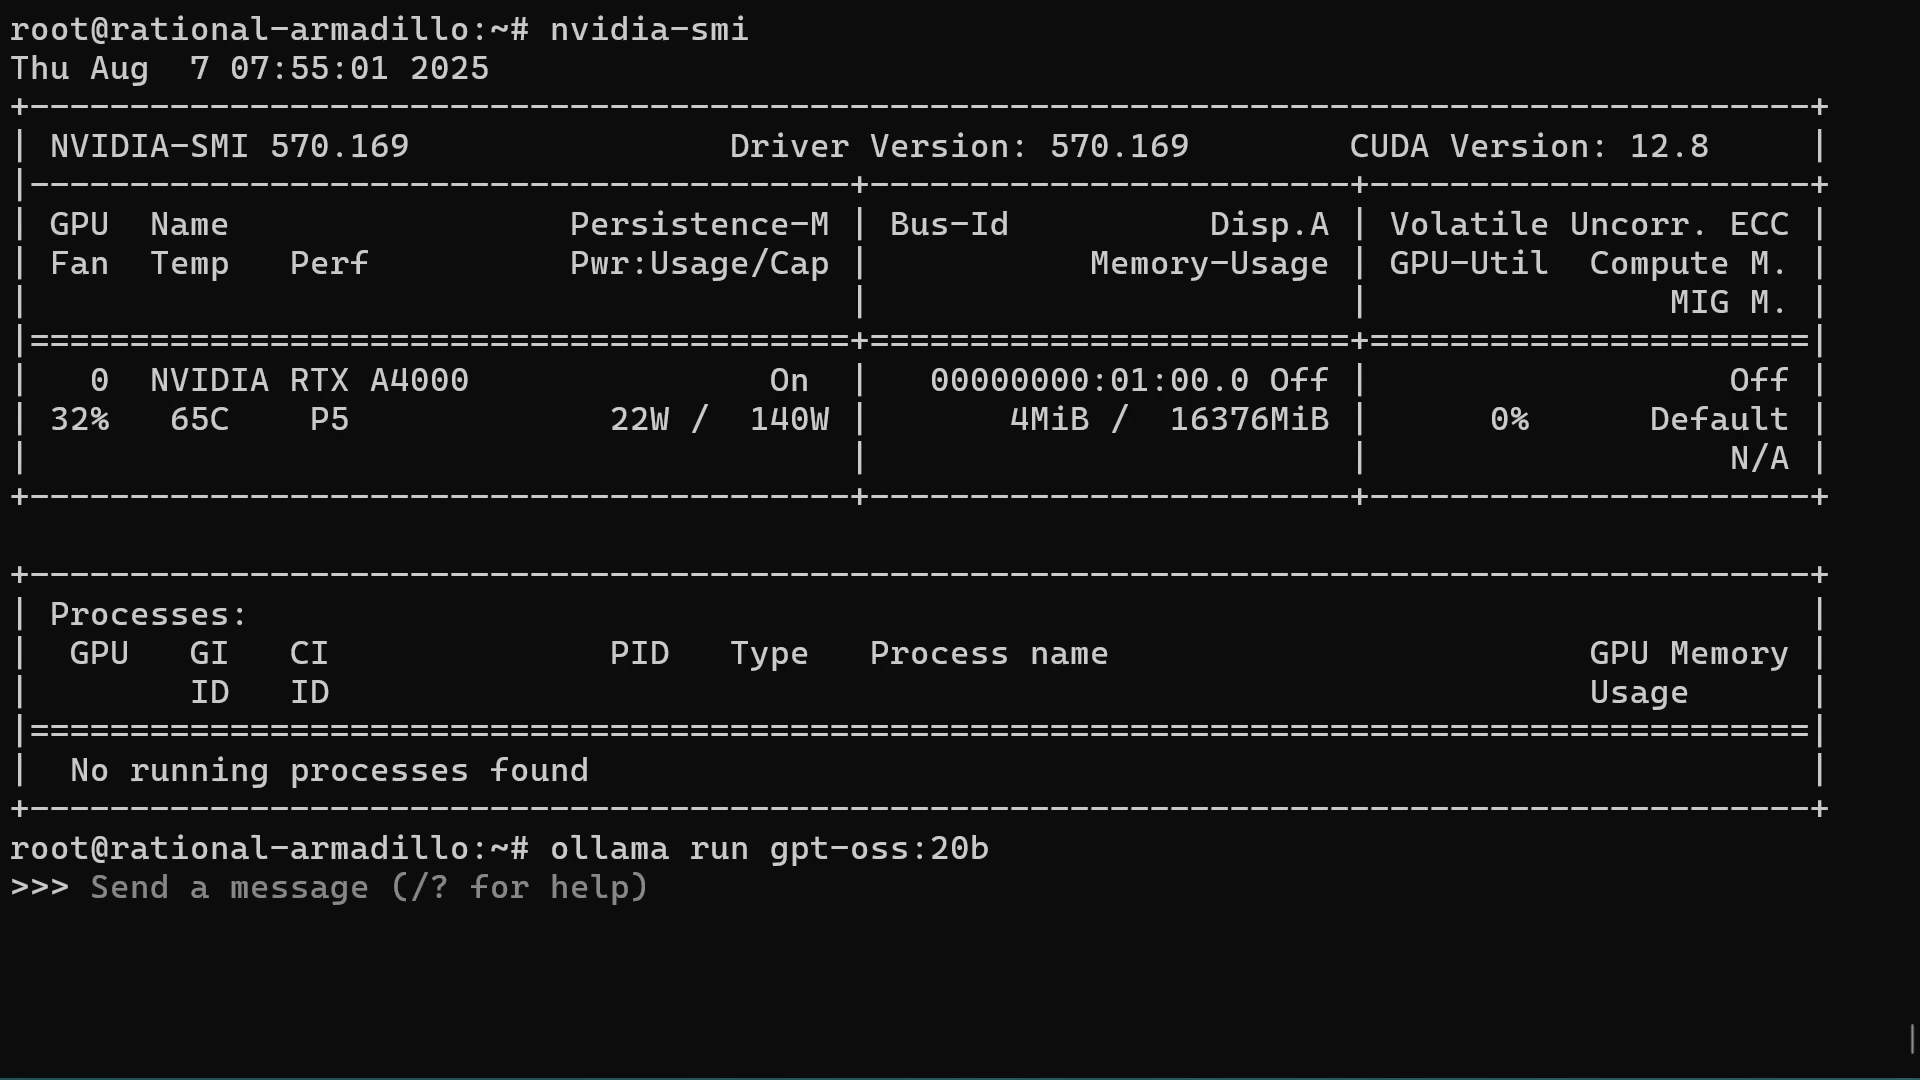 root@rational-armadillo:~# nvidia-smi
Thu Aug  7 07:55:01 2025
+-----------------------------------------------------------------------------------------+
| NVIDIA-SMI 570.169                Driver Version: 570.169        CUDA Version: 12.8     |
|-----------------------------------------+------------------------+----------------------+
| GPU  Name                 Persistence-M | Bus-Id          Disp.A | Volatile Uncorr. ECC |
| Fan  Temp   Perf          Pwr:Usage/Cap |           Memory-Usage | GPU-Util  Compute M. |
|                                         |                        |               MIG M. |
|=========================================+========================+======================|
|   0  NVIDIA RTX A4000               On  |   00000000:01:00.0 Off |                  Off |
| 32%   65C    P5             22W /  140W |       4MiB /  16376MiB |      0%      Default |
|                                         |                        |                  N/A |
+-----------------------------------------+------------------------+----------------------+

+-----------------------------------------------------------------------------------------+
| Processes:                                                                              |
|  GPU   GI   CI              PID   Type   Process name                        GPU Memory |
|        ID   ID                                                               Usage      |
|=========================================================================================|
|  No running processes found                                                             |
+-----------------------------------------------------------------------------------------+
root@rational-armadillo:~# ollama run gpt-oss:20b
>>> Send a message (/? for help)